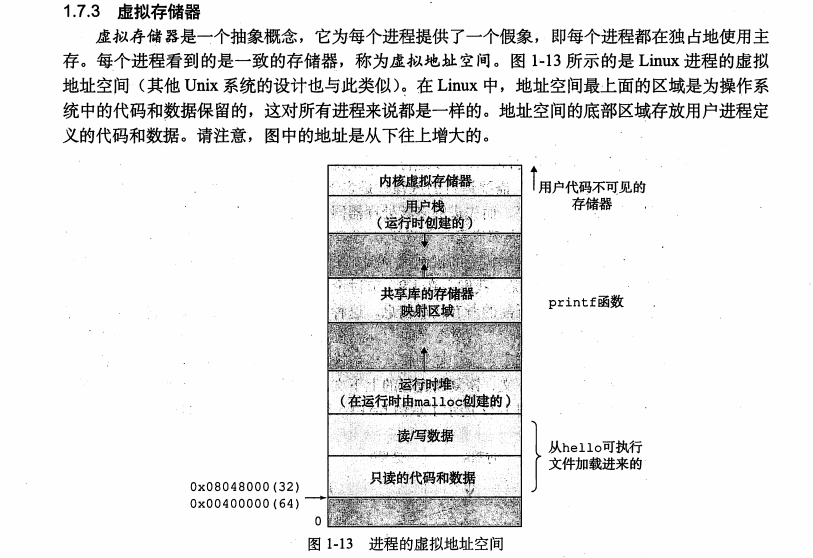 1.7.3 虚拟存储器
虚拟存储器是一个抽象概念，它为每个进程提供了一个假象，即每个进程都在独占地使用主
存。每个进程看到的是一致的存储器，称为虚拟地址空间。图 1-13 所示的是 Linux 进程的虚拟
地址空间（其他 Unix 系统的设计也与此类似）。在 Linux 中，地址空间最上面的区域是为操作系
统中的代码和数据保留的，这对所有进程来说都是一样的。地址空间的底部区域存放用户进程定
义的代码和数据。请注意，图中的地址是从下往上增大的。
内核虚拟存储器
用户代码不可见的
存储器
用户栈
（运行时创建的）
共享库的存储器
映射区域
printf函数
运行时堆
（在运行时由malloc创建的）
读/写数据
从hello可执行
文件加载进来的
只读的代码和数据
0x08048000(32)
0x00400000(64)
0
图 1-13 进程的虚拟地址空间